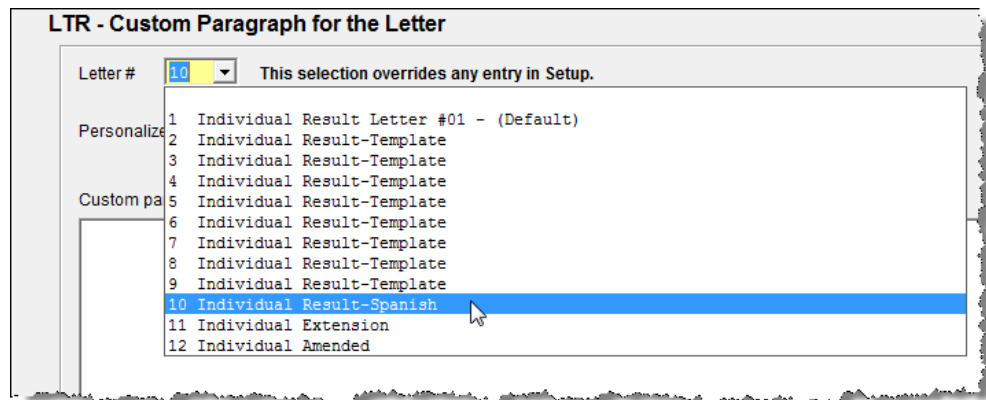 LTR - Custom Paragraph for the Letter
Letter # 10 This selection overrides any entry in Setup.
1 Individual Result Letter #01 - (Default)
Personalize
2 Individual Result-Template
3 Individual Result-Template
4 Individual Result-Template
Custom pa
5 Individual Result-Template
6 Individual Result-Template
7 Individual Result-Template
8 Individual Result-Template
9 Individual Result-Template
10 Individual Result-Spanish
11 Individual Extension
12 Individual Amended